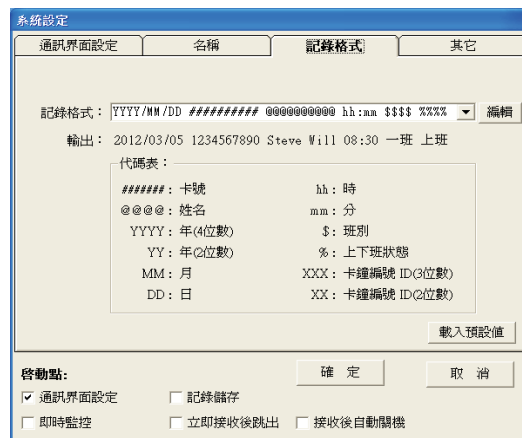 系統設定
通訊界面設定 名稱 記錄格式 其它
記錄格式： YYYY/MM/DD ########## @@@@@@@@@@ hh:mm $$$$ %%%% 編輯
輸出： 2012/03/05 1234567890 Steve Will 08:30 一班 上班
代碼表：
#######： 卡號 hh： 時
@@@@： 姓名 mm： 分
YYYY： 年(4位數) $： 班別
YY： 年(2位數) %： 上下班狀態
MM： 月 XXX： 卡鐘編號 ID(3位數)
DD： 日 XX： 卡鐘編號 ID(2位數)
載入預設值
啓動點:
確 定 取 消
通訊界面設定 記錄儲存
即時監控 立即接收後跳出 接收後自動關機